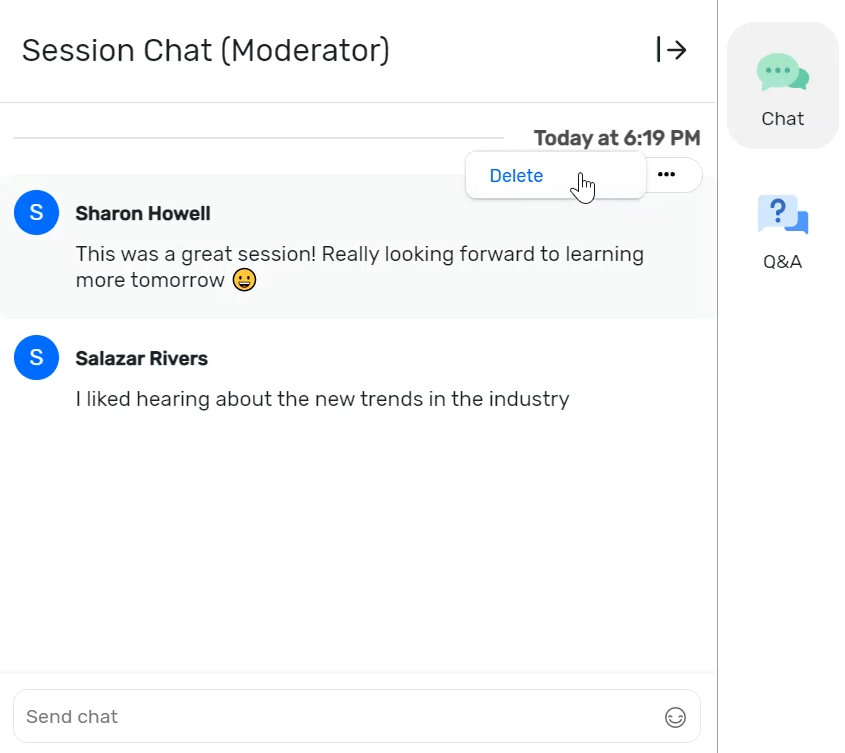 Session Chat (Moderator)
Chat
Today at 6:19 PM
Delete
S
Sharon Howell
This was a great session! Really looking forward to learning
more tomorrow 😀
Q&A
S
Salazar Rivers
I liked hearing about the new trends in the industry
Send chat